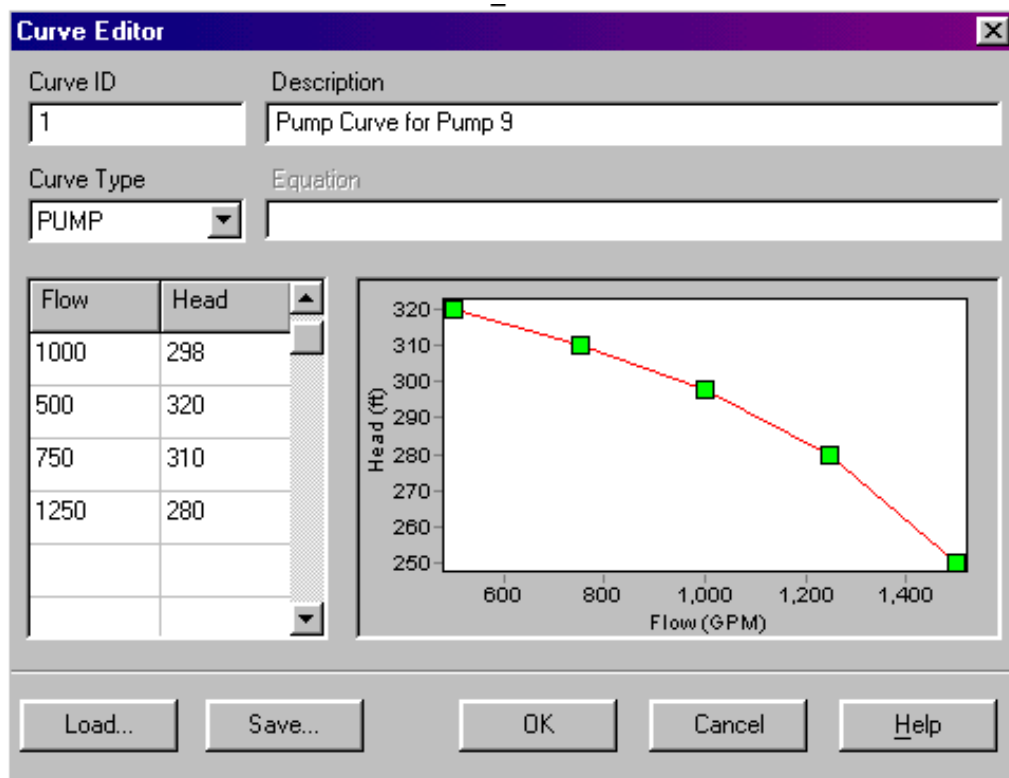 Curve Editor
Curve ID Description
1 Pump Curve for Pump 9
Curve Type Equation
PUMP
Flow Head
1000 298
500 320
750 310
1250 280
320
310
300
290
280
270
260
250
Head (ft)
600 800 1,000 1,200 1,400
Flow (GPM)
Load... Save... OK Cancel Help